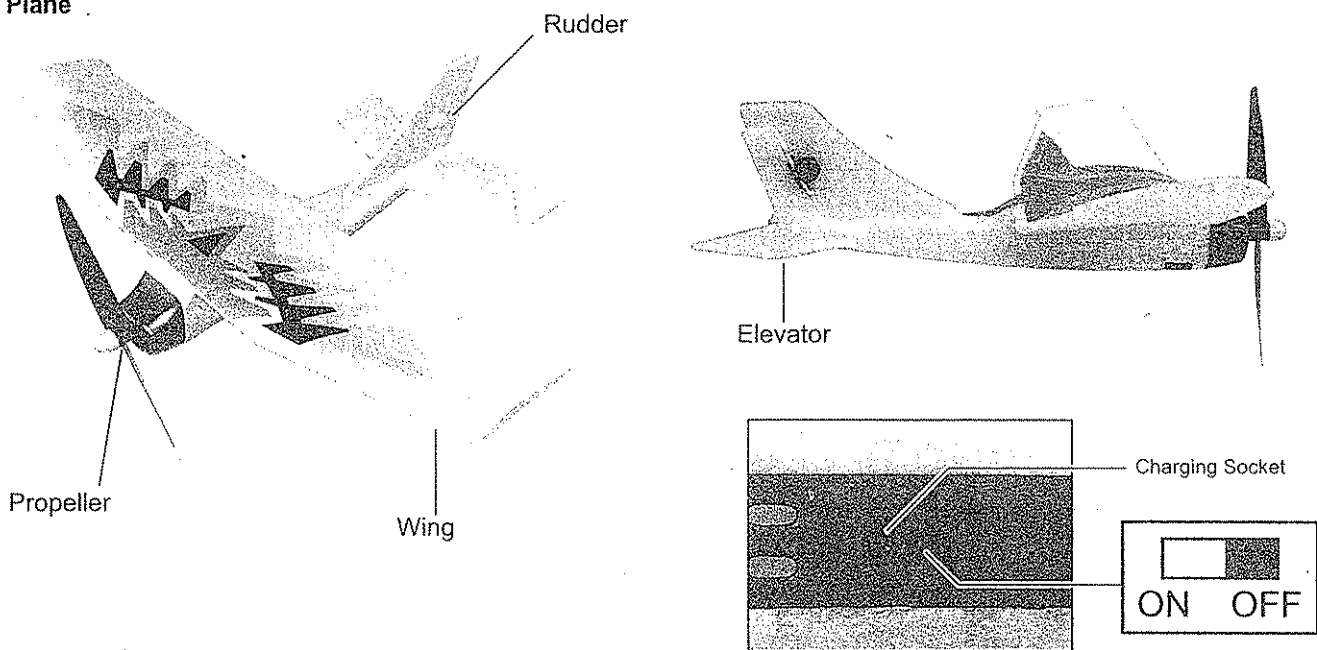 Plane
Rudder
Elevator
Propeller
Wing
Charging Socket
ON OFF